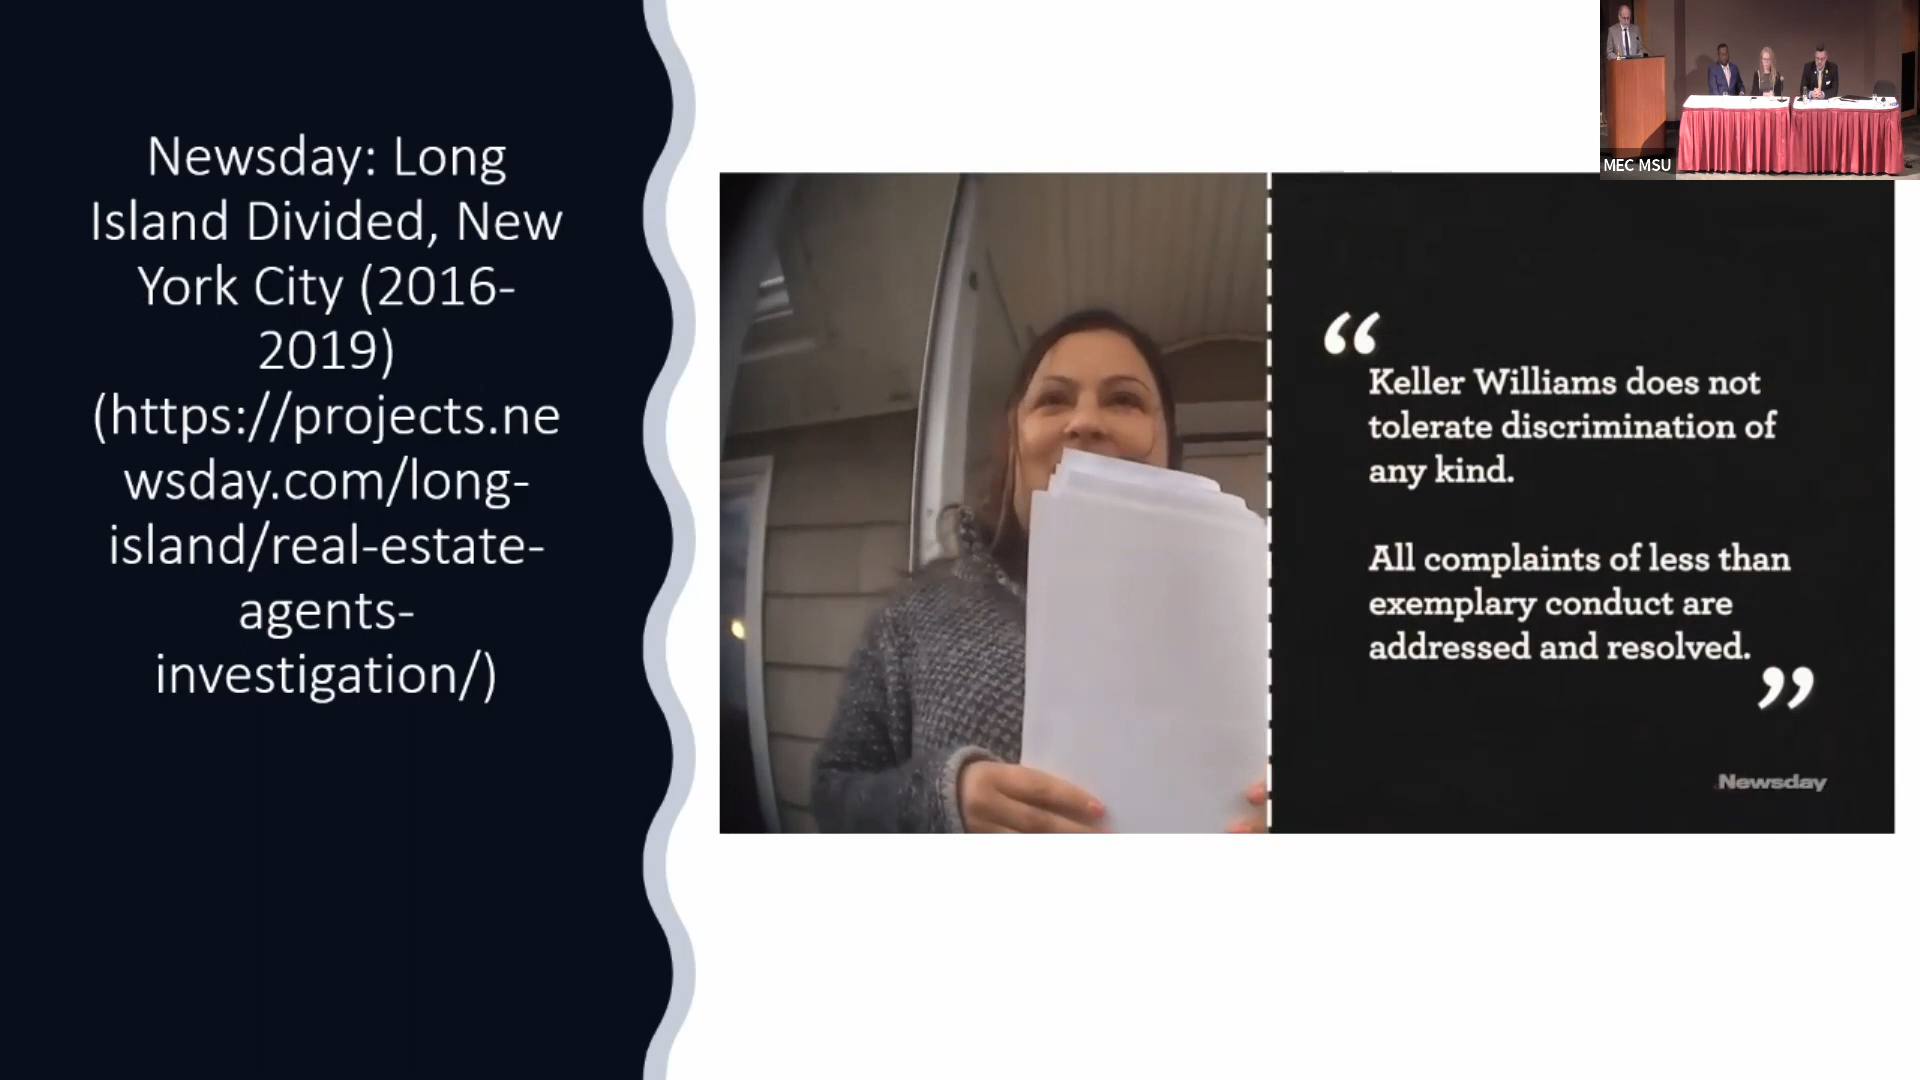 Newsday: Long
Island Divided, New
York City (2016-
2019)
(https://projects.ne
wsday.com/long-
island/real-estate-
agents-
investigation/)
“
Keller Williams does not
tolerate discrimination of
any kind.
All complaints of less than
exemplary conduct are
addressed and resolved.
”
Newsday
MEC MSU